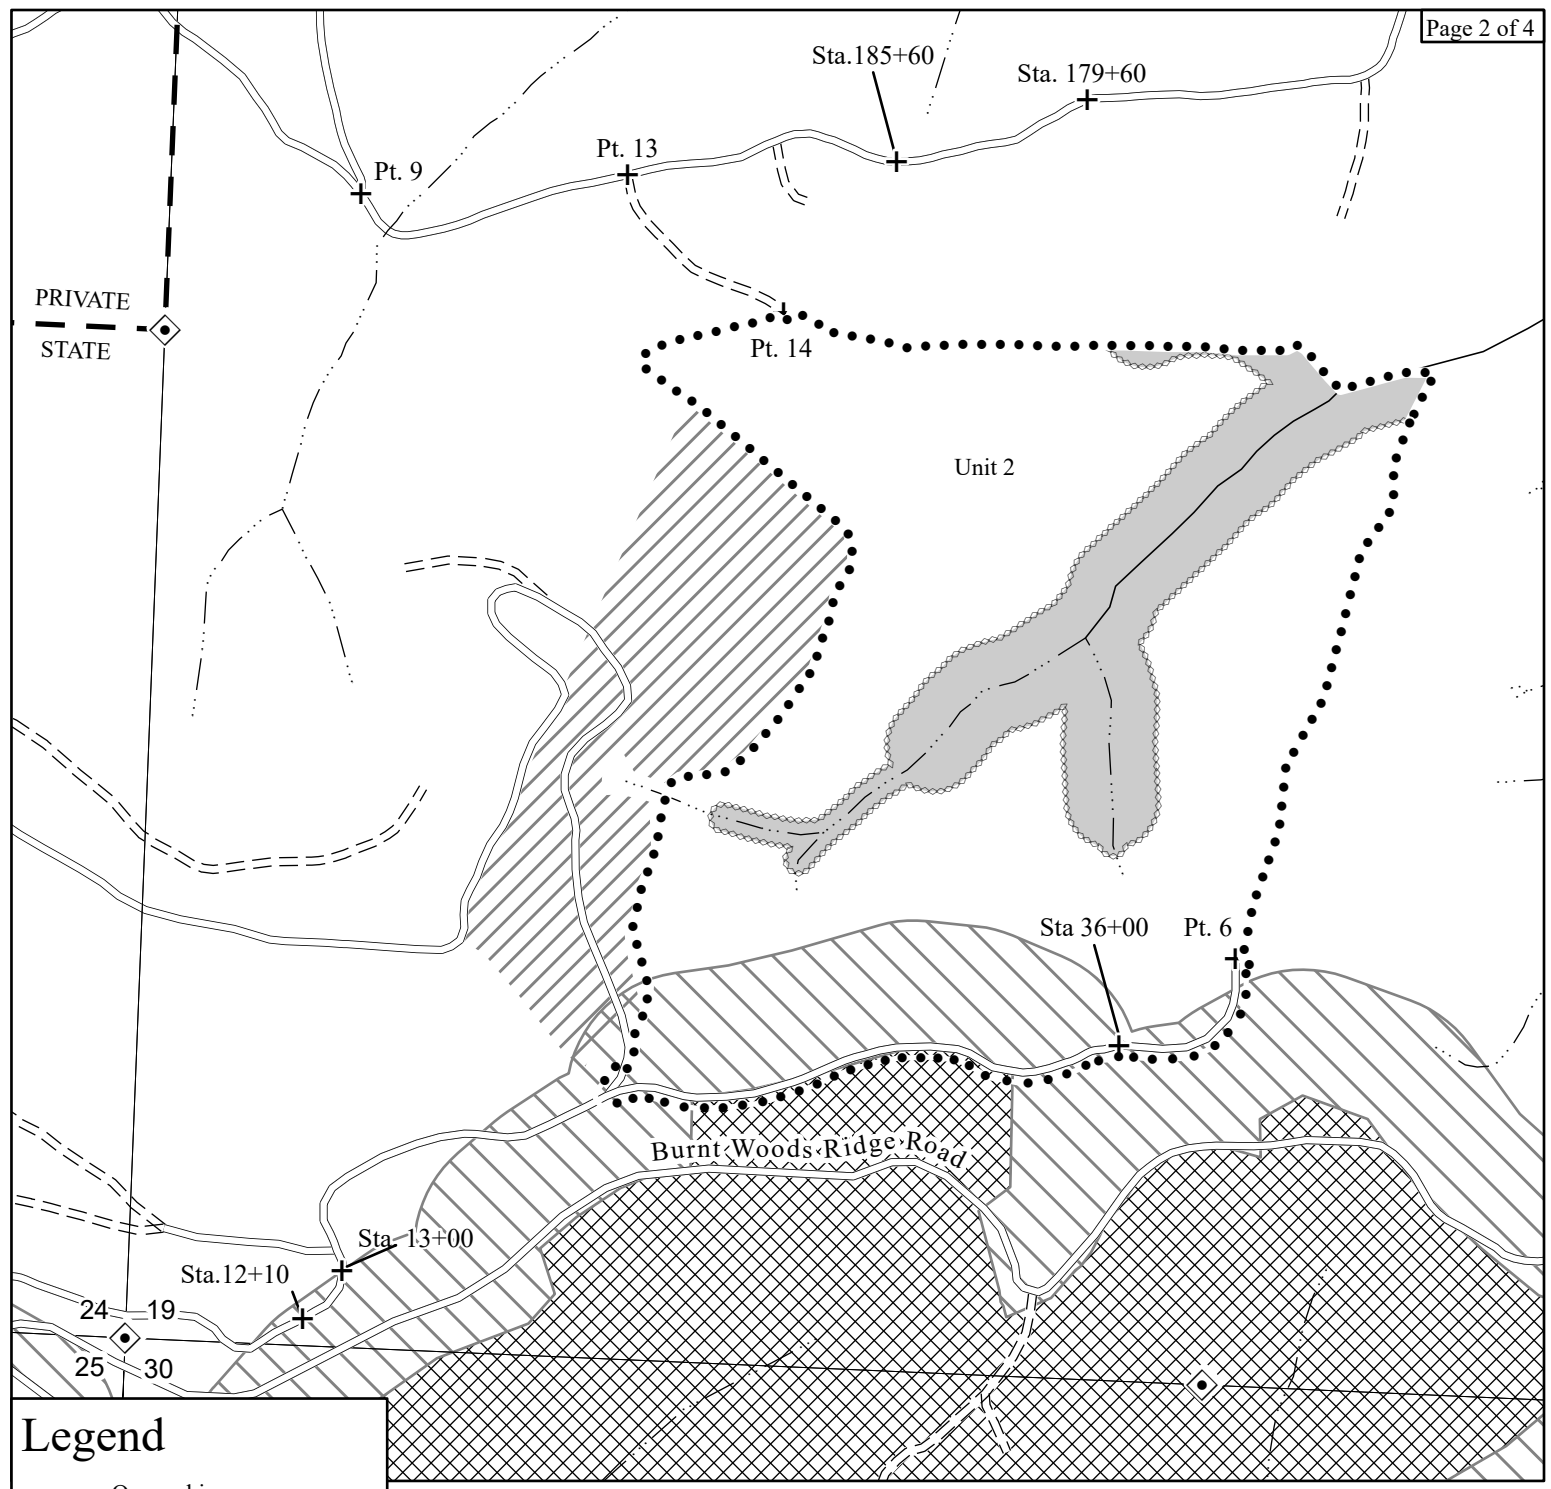 Page 2 of 4
Sta.185+60
Sta. 179+60
Pt. 13
Pt. 9
PRIVATE
STATE
Pt. 14
Unit 2
Sta 36+00
Pt. 6
Burnt Woods Ridge Road
Sta. 13+00
Sta.12+10
24 19
25 30
Legend